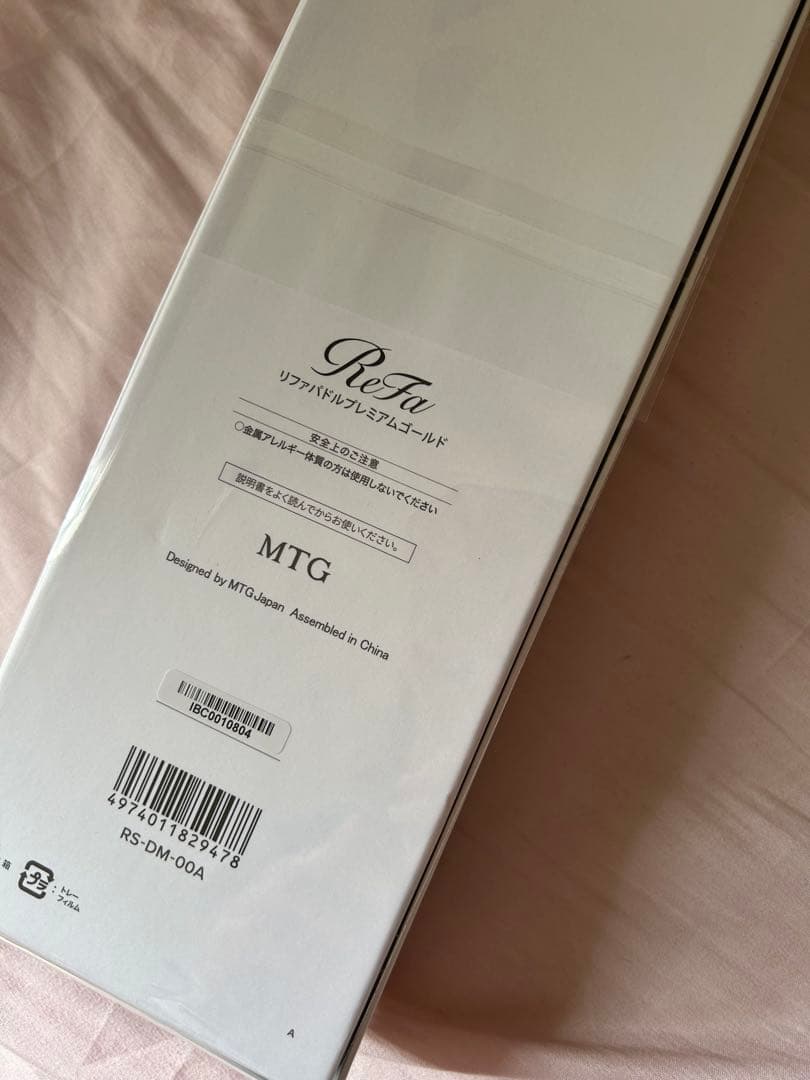 ReFa
リファパドルプレミアムゴールド
安全上のご注意
○金属アレルギー体質の方は使用しないでください
説明書をよく読んでからお使いください。
MTG
Designed by MTG Japan Assembled in China
IBC0010804
4974011829478
RS-DM-00A
箱
プラ : トレー
フィルム
A